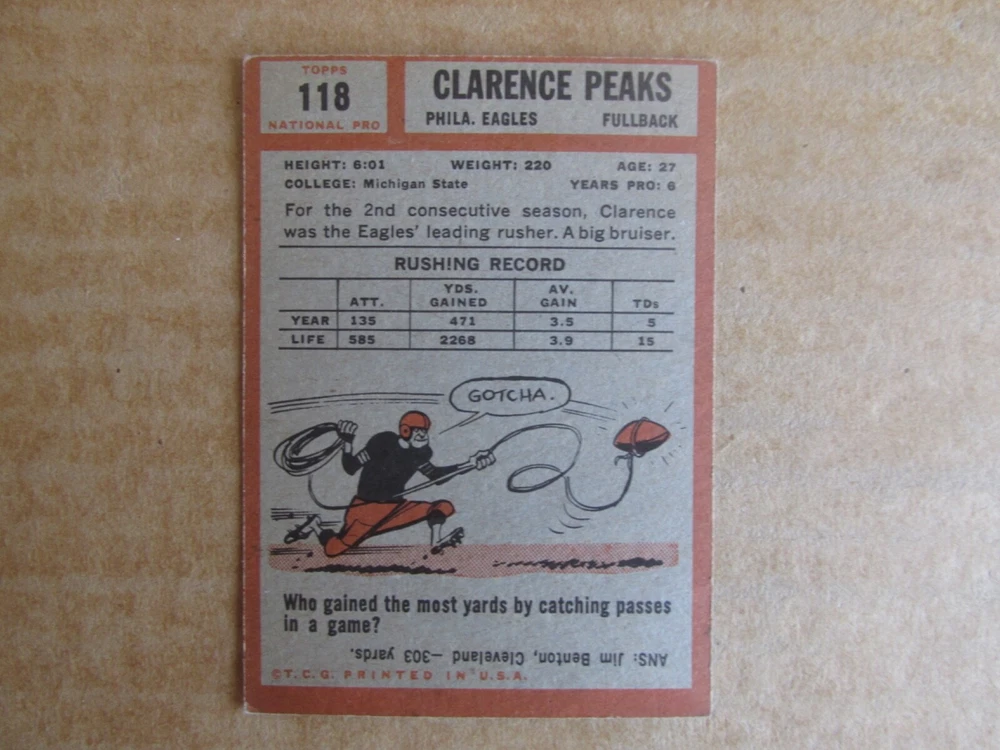 TOPPS
118
NATIONAL PRO
CLARENCE PEAKS
PHILA. EAGLES FULLBACK
HEIGHT: 6:01 WEIGHT: 220 AGE: 27
COLLEGE: Michigan State YEARS PRO: 6
For the 2nd consecutive season, Clarence
was the Eagles' leading rusher. A big bruiser.
RUSHING RECORD
ATT. YDS. GAINED AV. GAIN TDs
YEAR 135 471 3.5 5
LIFE 585 2268 3.9 15
GOTCHA.
Who gained the most yards by catching passes
in a game?
ANS: Jim Benton, Cleveland — 303 yards.
©T.C.G. PRINTED IN U.S.A.